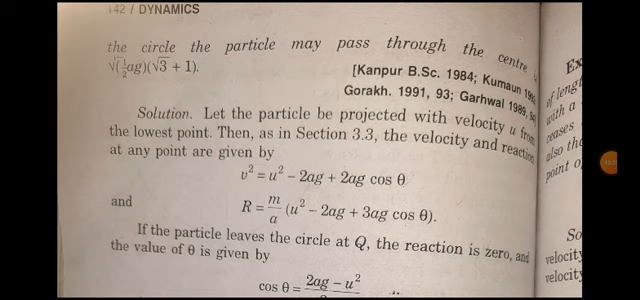 142 / DYNAMICS
the circle the particle may pass through the centre
√(½ag)(√3 + 1).
[Kanpur B.Sc. 1984; Kumaun
Gorakh. 1991, 93; Garhwal 1989,
Solution. Let the particle be projected with velocity u from
the lowest point. Then, as in Section 3.3, the velocity and reaction
at any point are given by
v² = u² − 2ag + 2ag cos θ
and R = m/a (u² − 2ag + 3ag cos θ).
If the particle leaves the circle at Q, the reaction is zero, and
the value of θ is given by
cos θ = 2ag − u²
Ex
of lengt
with a
ceases
also the
point o
So
velocity
velocity